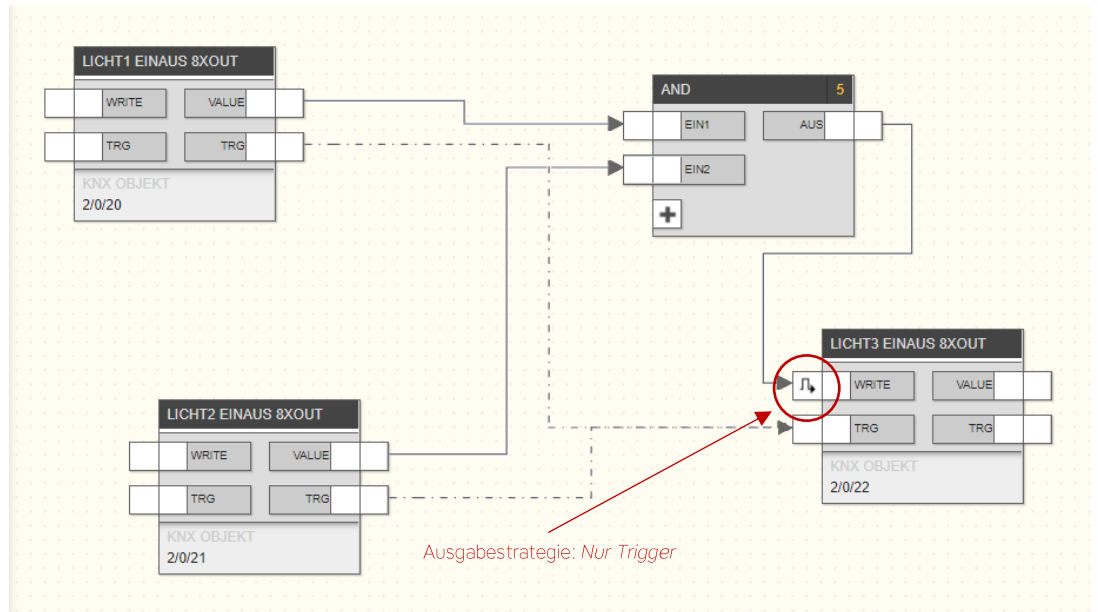 LICHT1 EINAUS 8XOUT
WRITE VALUE
TRG TRG
KNX OBJEKT
2/0/20
AND 5
EIN1 AUS
EIN2
LICHT3 EINAUS 8XOUT
WRITE VALUE
TRG TRG
KNX OBJEKT
2/0/22
LICHT2 EINAUS 8XOUT
WRITE VALUE
TRG TRG
KNX OBJEKT
2/0/21
Ausgabestrategie: Nur Trigger